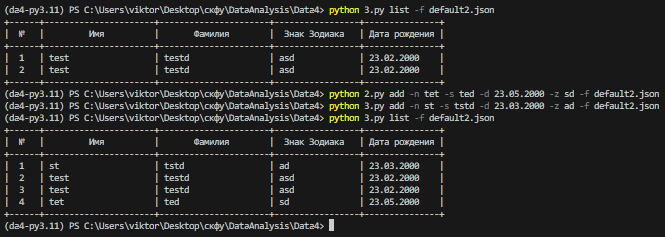 (da4-py3.11) PS C:\Users\viktor\Desktop\скфу\DataAnalysis\Data4> python 3.py list -f default2.json
+------+------------------+--------------------+-----------------+---------------+
| № | Имя | Фамилия | Знак Зодиака | Дата рождения |
+------+------------------+--------------------+-----------------+---------------+
| 1 | test | testd | asd | 23.02.2000 |
| 2 | test | testd | asd | 23.02.2000 |
+------+------------------+--------------------+-----------------+---------------+
(da4-py3.11) PS C:\Users\viktor\Desktop\скфу\DataAnalysis\Data4> python 2.py add -n tet -s ted -d 23.05.2000 -z sd -f default2.json
(da4-py3.11) PS C:\Users\viktor\Desktop\скфу\DataAnalysis\Data4> python 3.py add -n st -s tstd -d 23.03.2000 -z ad -f default2.json
(da4-py3.11) PS C:\Users\viktor\Desktop\скфу\DataAnalysis\Data4> python 3.py list -f default2.json
+------+------------------+--------------------+-----------------+---------------+
| № | Имя | Фамилия | Знак Зодиака | Дата рождения |
+------+------------------+--------------------+-----------------+---------------+
| 1 | st | tstd | ad | 23.03.2000 |
| 2 | test | testd | asd | 23.02.2000 |
| 3 | test | testd | asd | 23.02.2000 |
| 4 | tet | ted | sd | 23.05.2000 |
+------+------------------+--------------------+-----------------+---------------+
(da4-py3.11) PS C:\Users\viktor\Desktop\скфу\DataAnalysis\Data4>